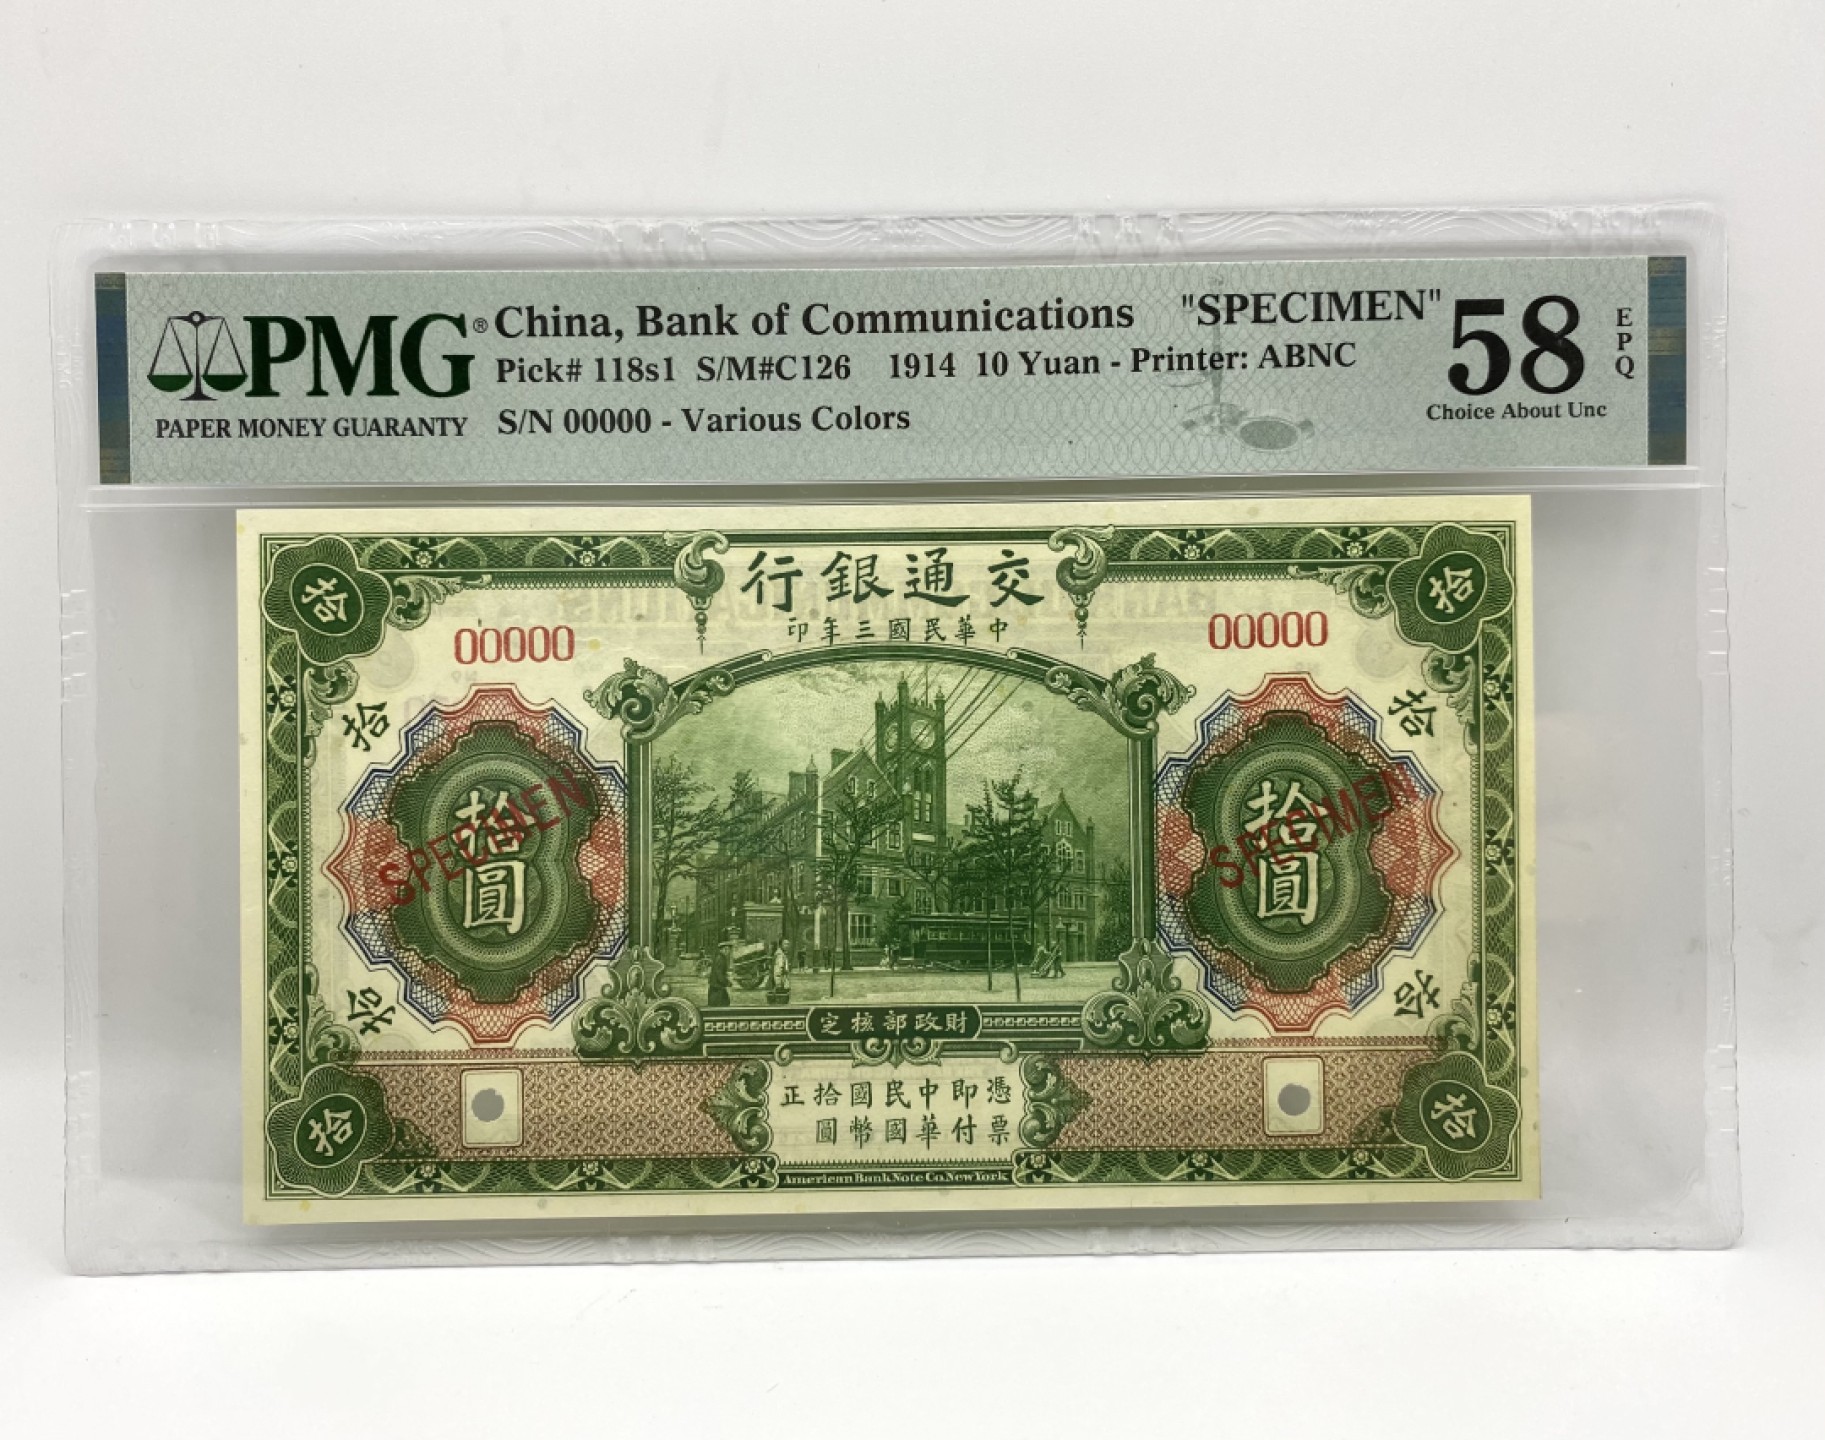 PMG®
PAPER MONEY GUARANTY
China, Bank of Communications "SPECIMEN"
Pick# 118s1 S/M#C126 1914 10 Yuan - Printer: ABNC
S/N 00000 - Various Colors
58
EPQ
Choice About Unc
拾
行銀通交
拾
00000
印年三國民華中
00000
拾
拾
拾圓
SPECIMEN
拾圓
SPECIMEN
拾
拾
定核部政財
拾
正拾國民中即憑
圓幣國華付票
拾
American Bank Note Co. New York